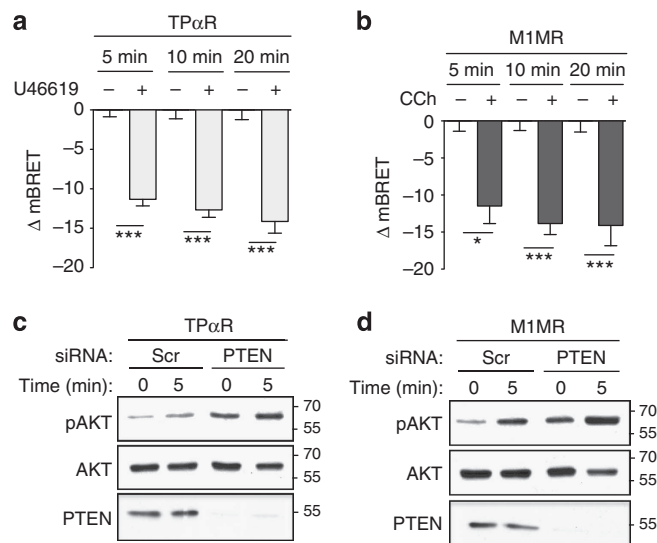 a
TPαR
5 min 10 min 20 min
U46619 – + – + – +
0
–5
–10
–15
–20
Δ mBRET
*** *** ***
b
M1MR
5 min 10 min 20 min
CCh – + – + – +
0
–5
–10
–15
–20
Δ mBRET
* *** ***
c
TPαR
siRNA: Scr PTEN
Time (min): 0 5 0 5
pAKT 70
55
AKT 70
55
PTEN 55
d
M1MR
siRNA: Scr PTEN
Time (min): 0 5 0 5
pAKT 70
55
AKT 70
55
PTEN 55